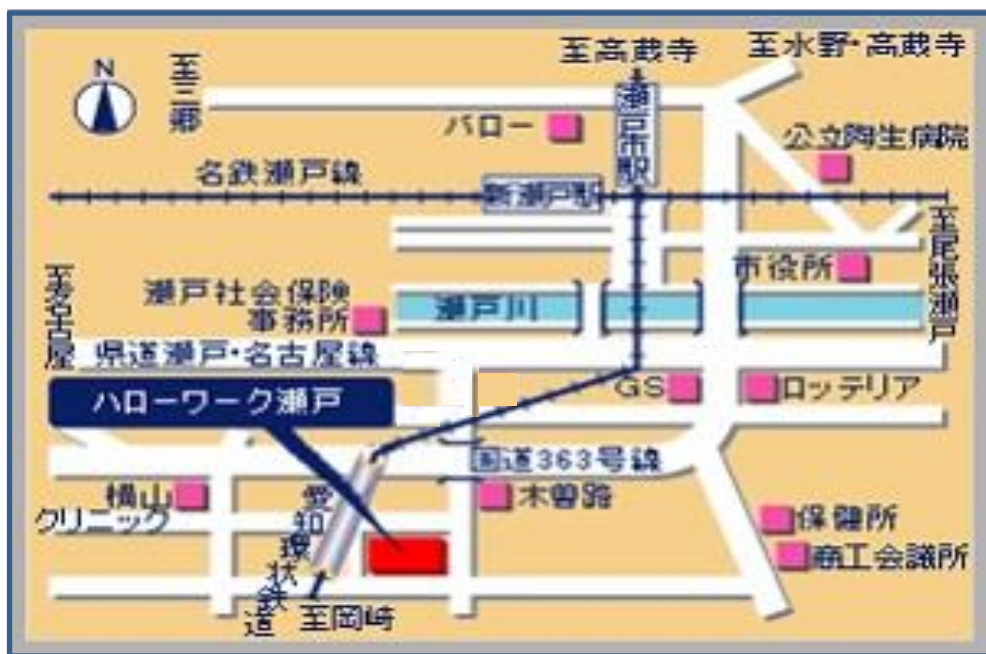 至高蔵寺
至水野・高蔵寺
N
至三郷
バロー
瀬戸市駅
公立陶生病院
名鉄瀬戸線
新瀬戸駅
至尾張瀬戸
至名古屋
市役所
瀬戸社会保険
事務所
瀬戸川
県道瀬戸・名古屋線
ハローワーク瀬戸
GS
ロッテリア
国道363号線
横山
クリニック
愛知環状鉄道
木曽路
保健所
商工会議所
至岡崎